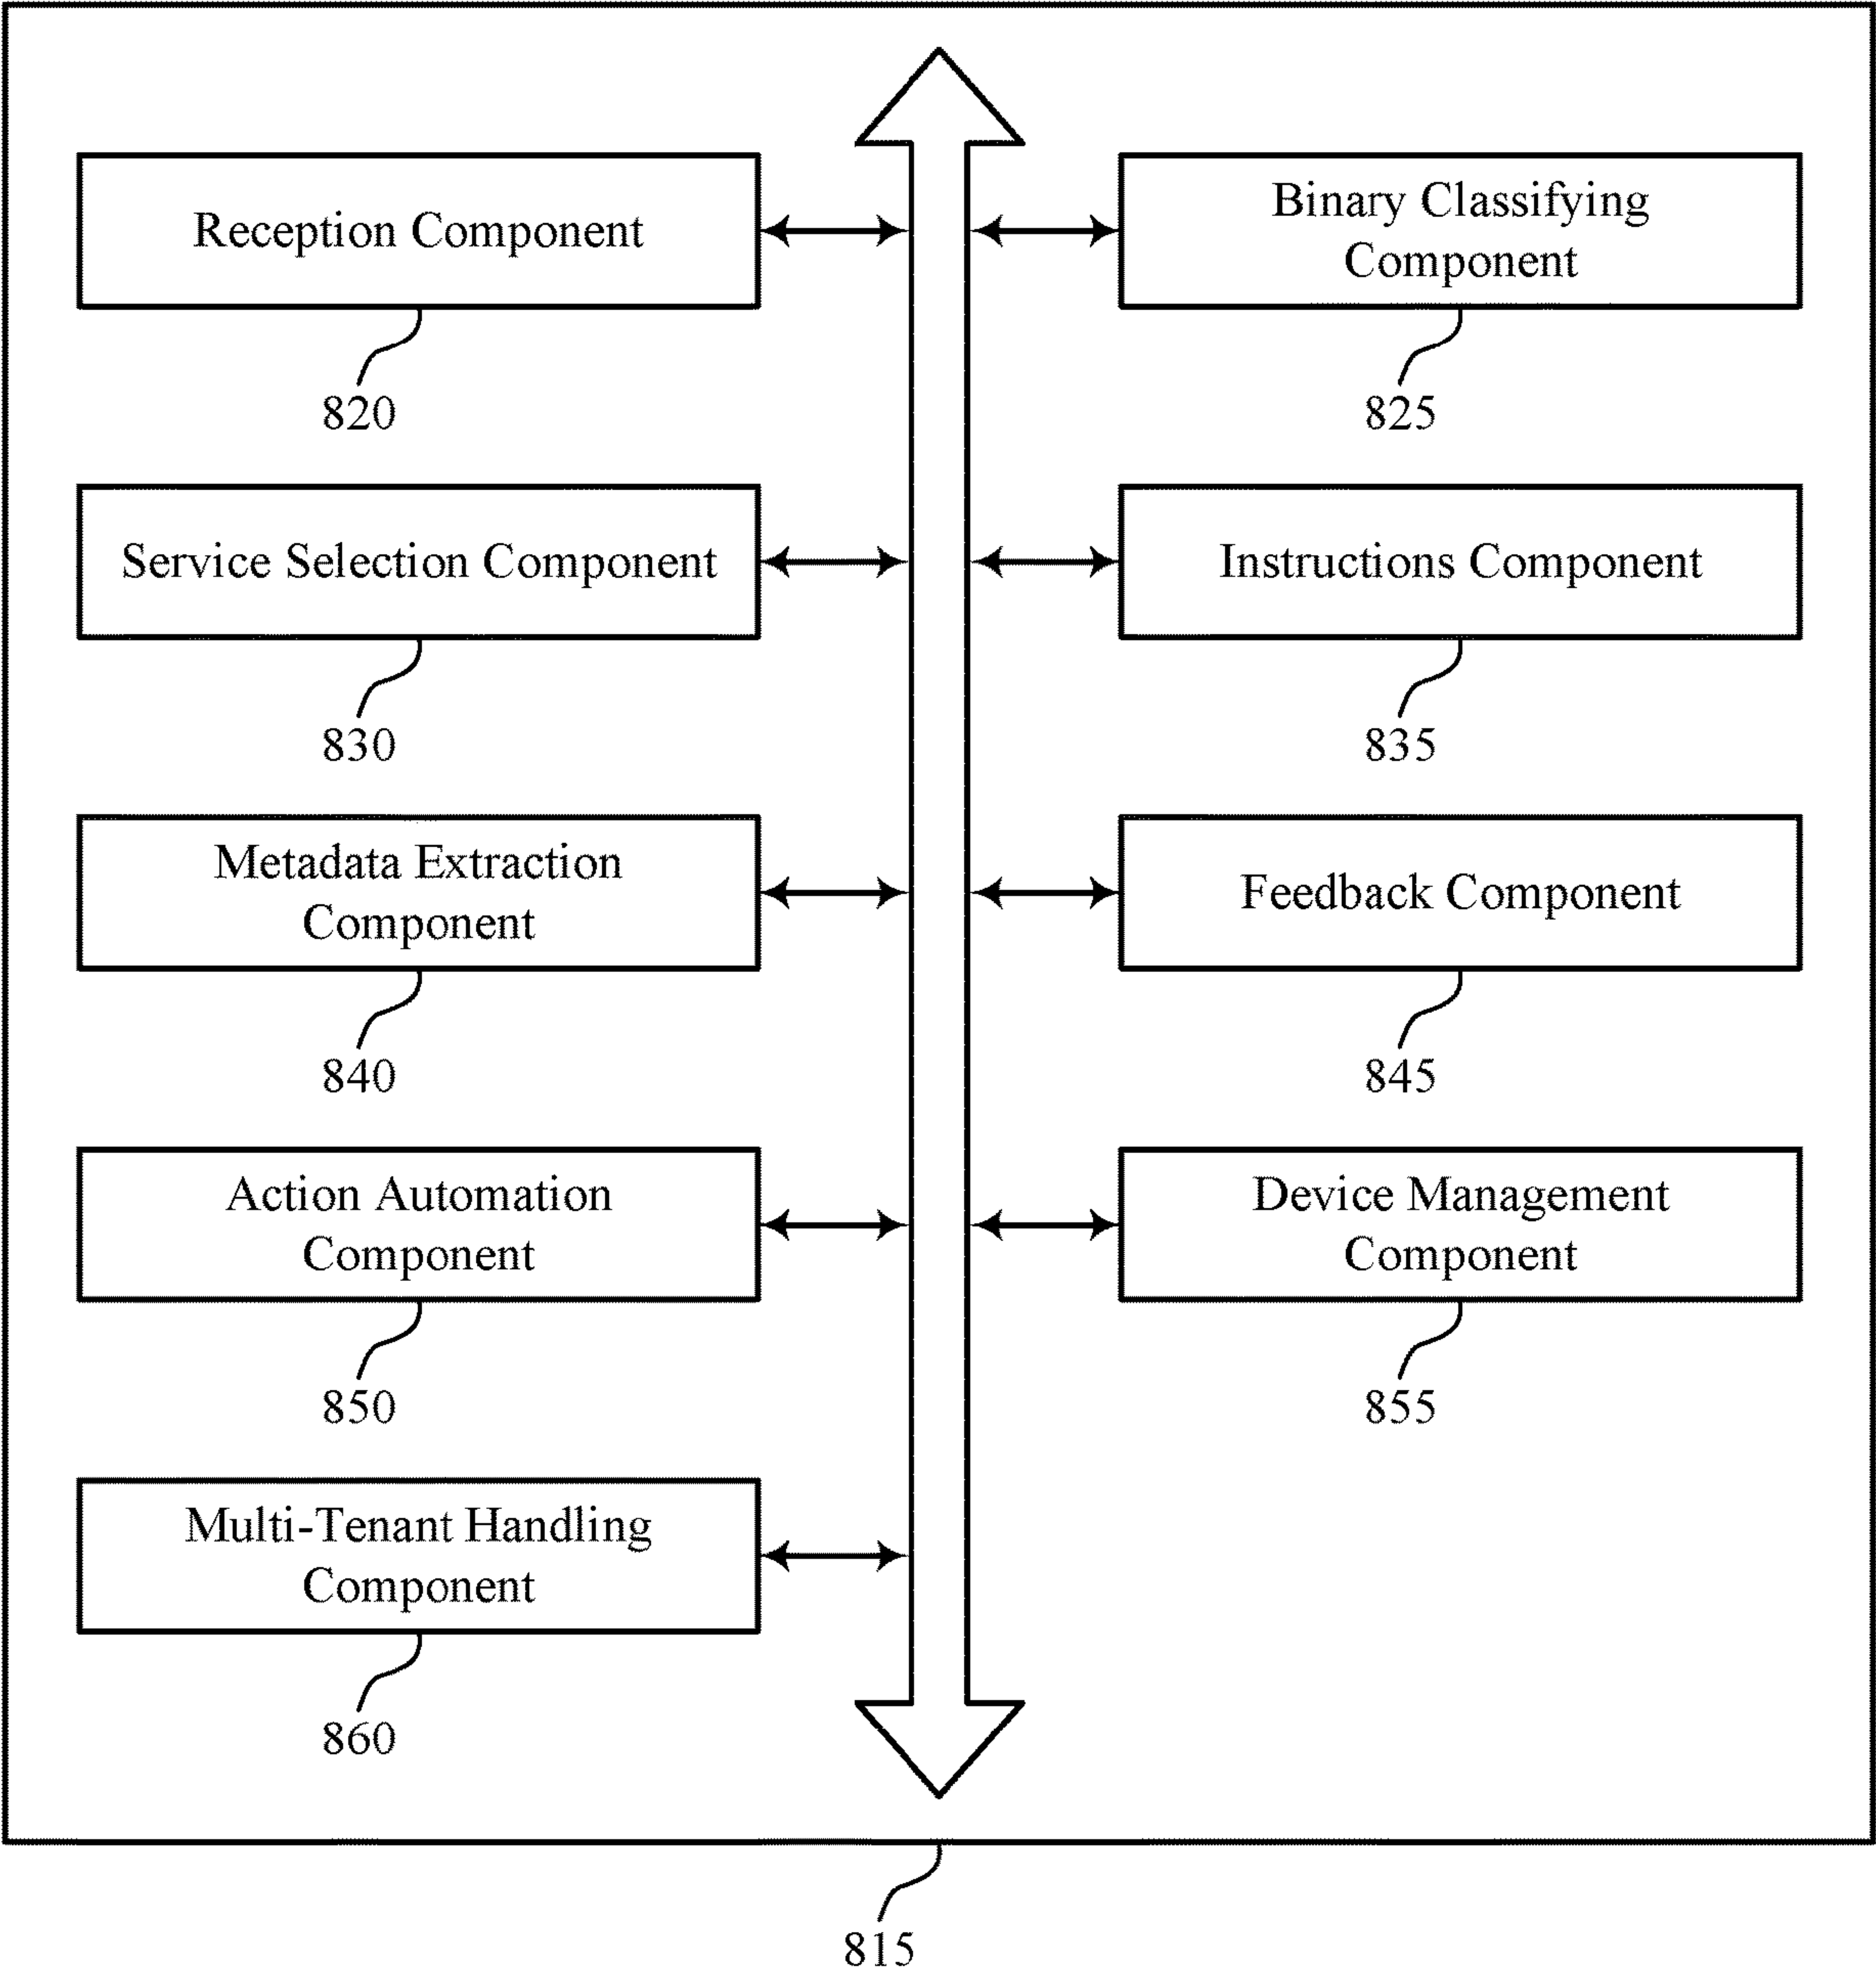 Reception Component
820
Binary Classifying
Component
825
Service Selection Component
830
Instructions Component
835
Metadata Extraction
Component
840
Feedback Component
845
Action Automation
Component
850
Device Management
Component
855
Multi-Tenant Handling
Component
860
815